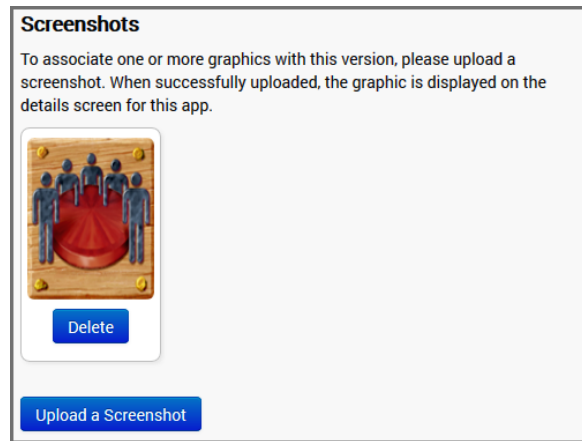 Screenshots
To associate one or more graphics with this version, please upload a
screenshot. When successfully uploaded, the graphic is displayed on the
details screen for this app.
Delete
Upload a Screenshot